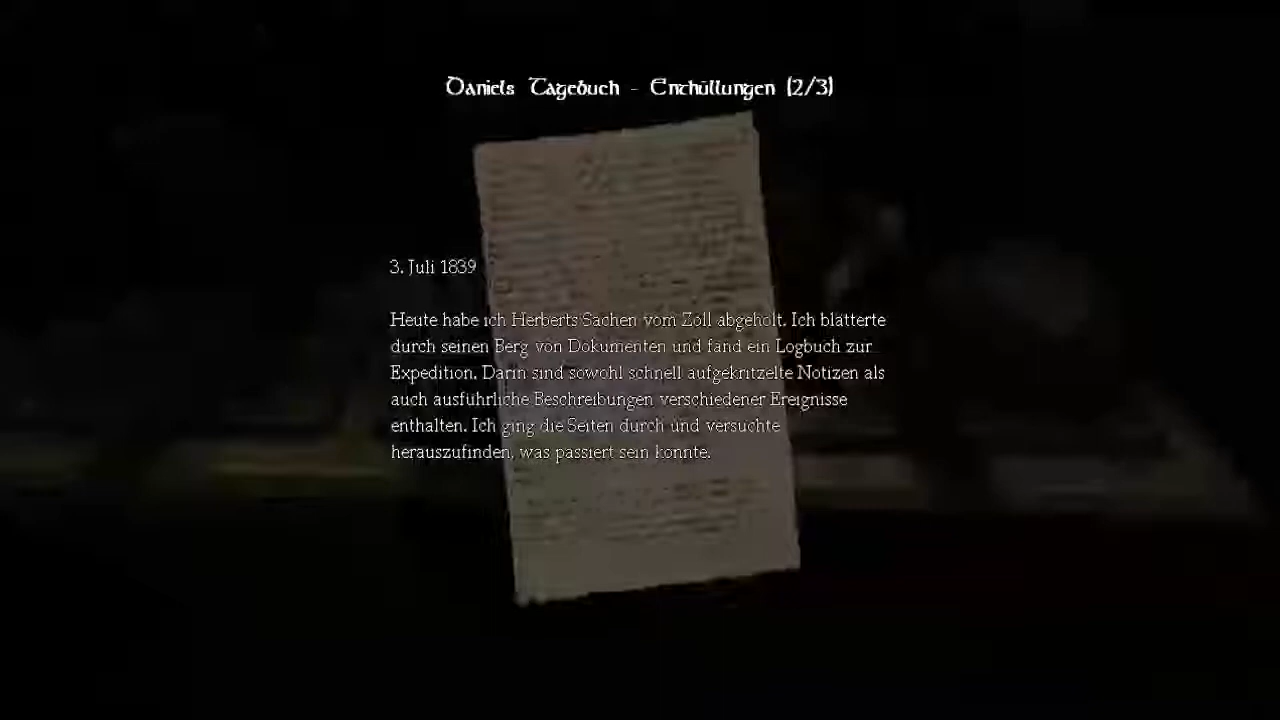 Daniels Tagebuch - Enthüllungen (2/3)
3. Juli 1839
Heute habe ich Herberts Sachen vom Zoll abgeholt. Ich blätterte
durch seinen Berg von Dokumenten und fand ein Logbuch zur
Expedition. Darin sind sowohl schnell aufgekritzelte Notizen als
auch ausführliche Beschreibungen verschiedener Ereignisse
enthalten. Ich ging die Seiten durch und versuchte
herauszufinden, was passiert sein konnte.